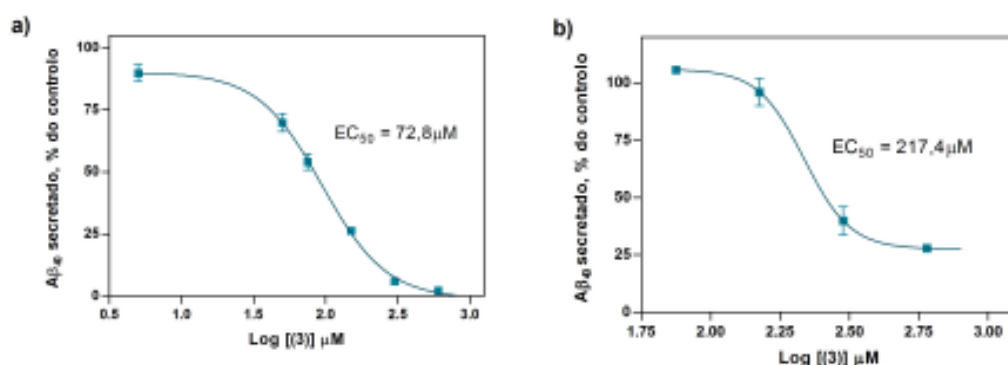 a)
Aβ₄₀ secretado, % do controlo
100
75
50
25
0
EC₅₀ = 72,8μM
0.5 1.0 1.5 2.0 2.5 3.0
Log [(3)] μM
b)
Aβ₄₀ secretado, % do controlo
100
75
50
25
0
EC₅₀ = 217,4μM
1.75 2.00 2.25 2.50 2.75 3.00
Log [(3)] μM